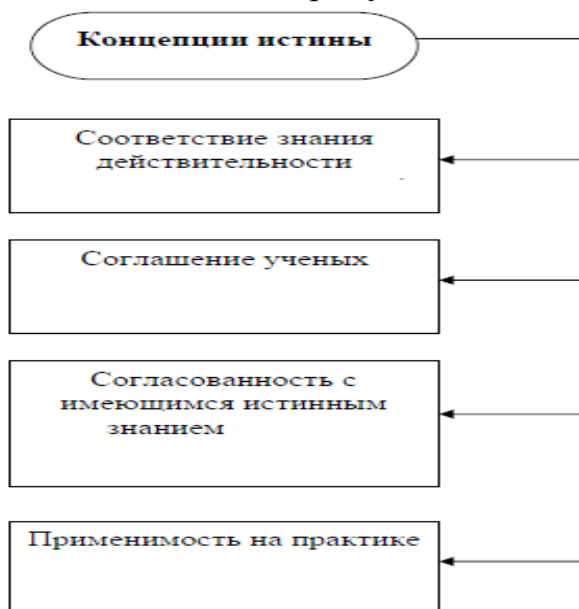 Концепции истины
Соответствие знания
действительности
Соглашение ученых
Согласованность с
имеющимся истинным
знанием
Применимость на практике